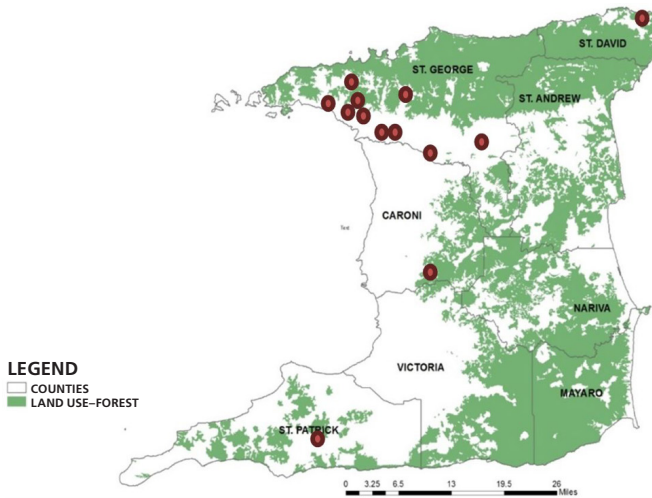 ST. DAVID
ST. GEORGE
ST. ANDREW
CARONI
NARIVA
VICTORIA
MAYARO
ST. PATRICK
LEGEND
COUNTIES
LAND USE–FOREST
0 3.25 6.5 13 19.5 26
Miles